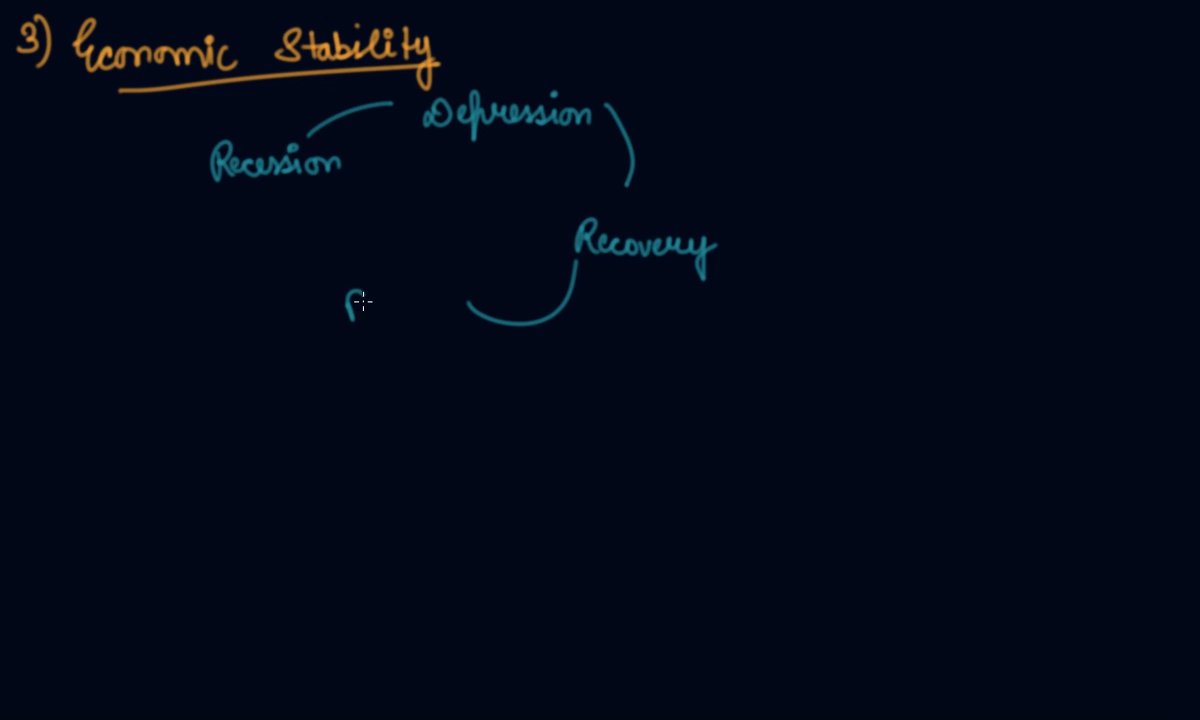 3) Economic Stability
Depression
Recession
Recovery